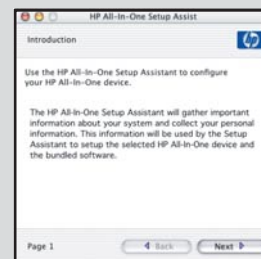 HP All-In-One Setup Assist
Introduction
hp
Use the HP All-In-One Setup Assistant to configure
your HP All-In-One device.
The HP All-In-One Setup Assistant will gather important
information about your system and collect your personal
information. This information will be used by the Setup
Assistant to setup the selected HP All-In-One device and
the bundled software.
Page 1
Back
Next